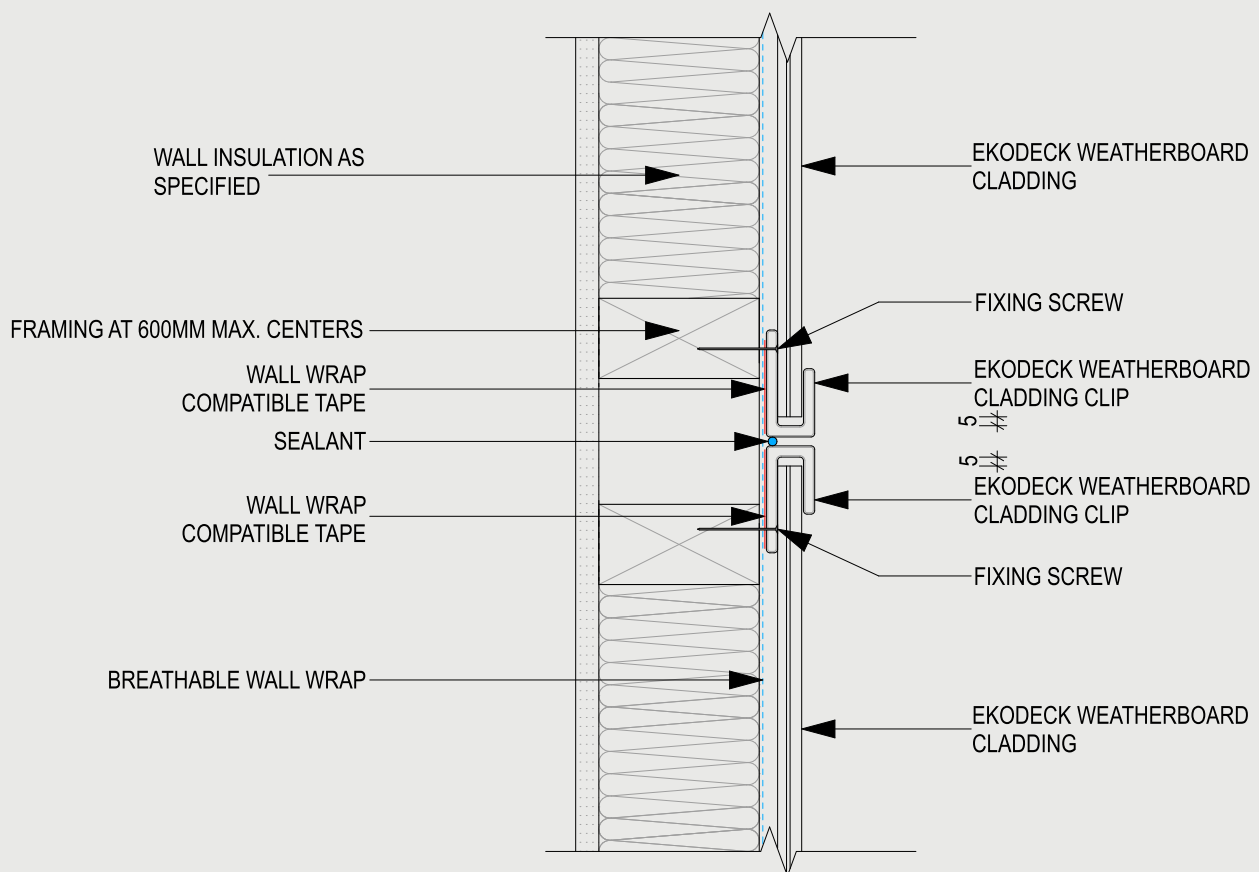 WALL INSULATION AS
SPECIFIED
FRAMING AT 600MM MAX. CENTERS
WALL WRAP
COMPATIBLE TAPE
SEALANT
WALL WRAP
COMPATIBLE TAPE
BREATHABLE WALL WRAP
EKODECK WEATHERBOARD
CLADDING
FIXING SCREW
EKODECK WEATHERBOARD
CLADDING CLIP
5
5
EKODECK WEATHERBOARD
CLADDING CLIP
FIXING SCREW
EKODECK WEATHERBOARD
CLADDING